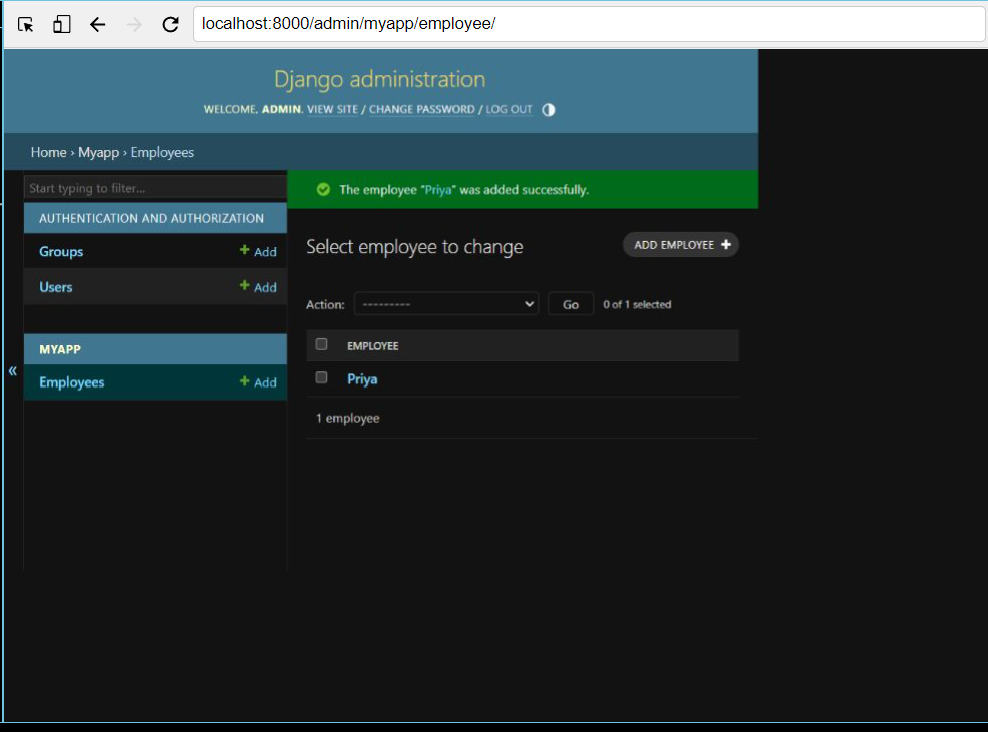 localhost:8000/admin/myapp/employee/
Django administration
WELCOME, ADMIN. VIEW SITE / CHANGE PASSWORD / LOG OUT
Home › Myapp › Employees
Start typing to filter...
AUTHENTICATION AND AUTHORIZATION
Groups + Add
Users + Add
MYAPP
Employees + Add
«
The employee “Priya” was added successfully.
Select employee to change
ADD EMPLOYEE +
Action: --------- Go 0 of 1 selected
EMPLOYEE
Priya
1 employee